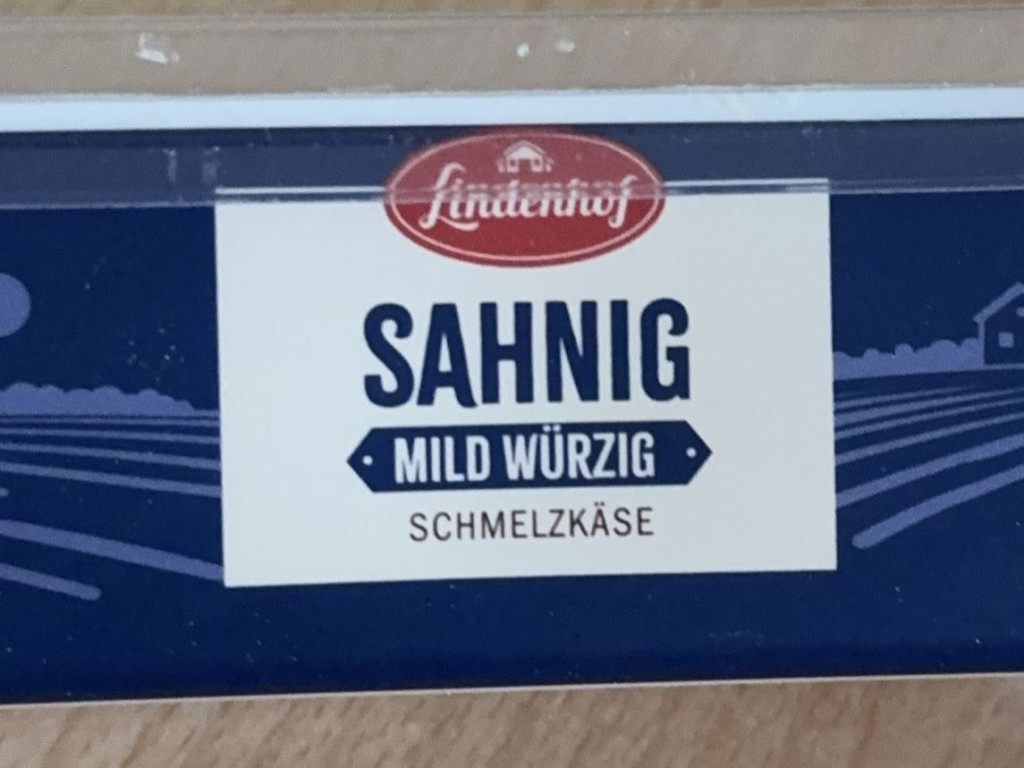 Lindenhof
SAHNIG
MILD WÜRZIG
SCHMELZKÄSE